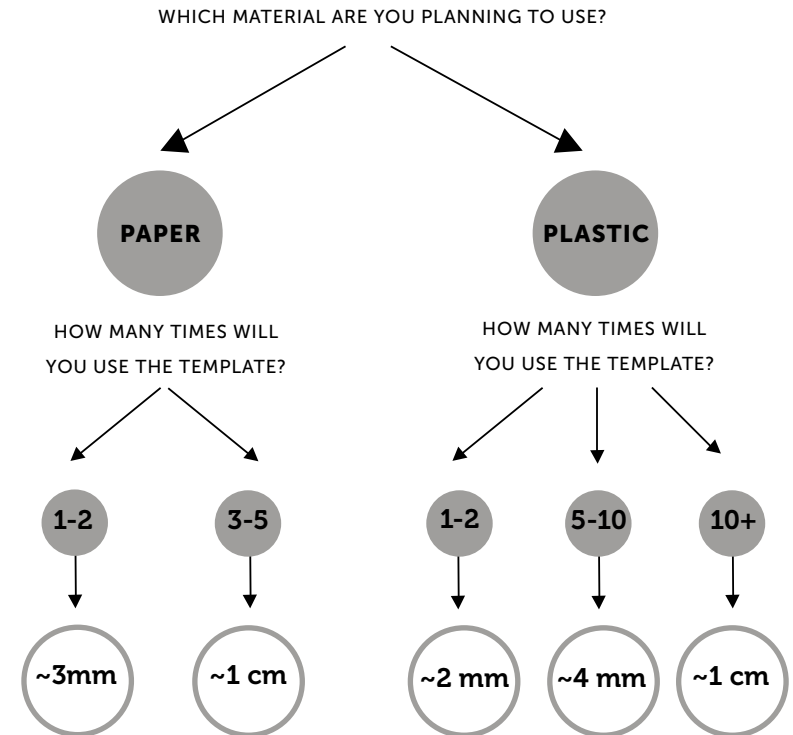 WHICH MATERIAL ARE YOU PLANNING TO USE?
PAPER
PLASTIC
HOW MANY TIMES WILL
YOU USE THE TEMPLATE?
HOW MANY TIMES WILL
YOU USE THE TEMPLATE?
1-2
3-5
1-2
5-10
10+
~3mm
~1 cm
~2 mm
~4 mm
~1 cm